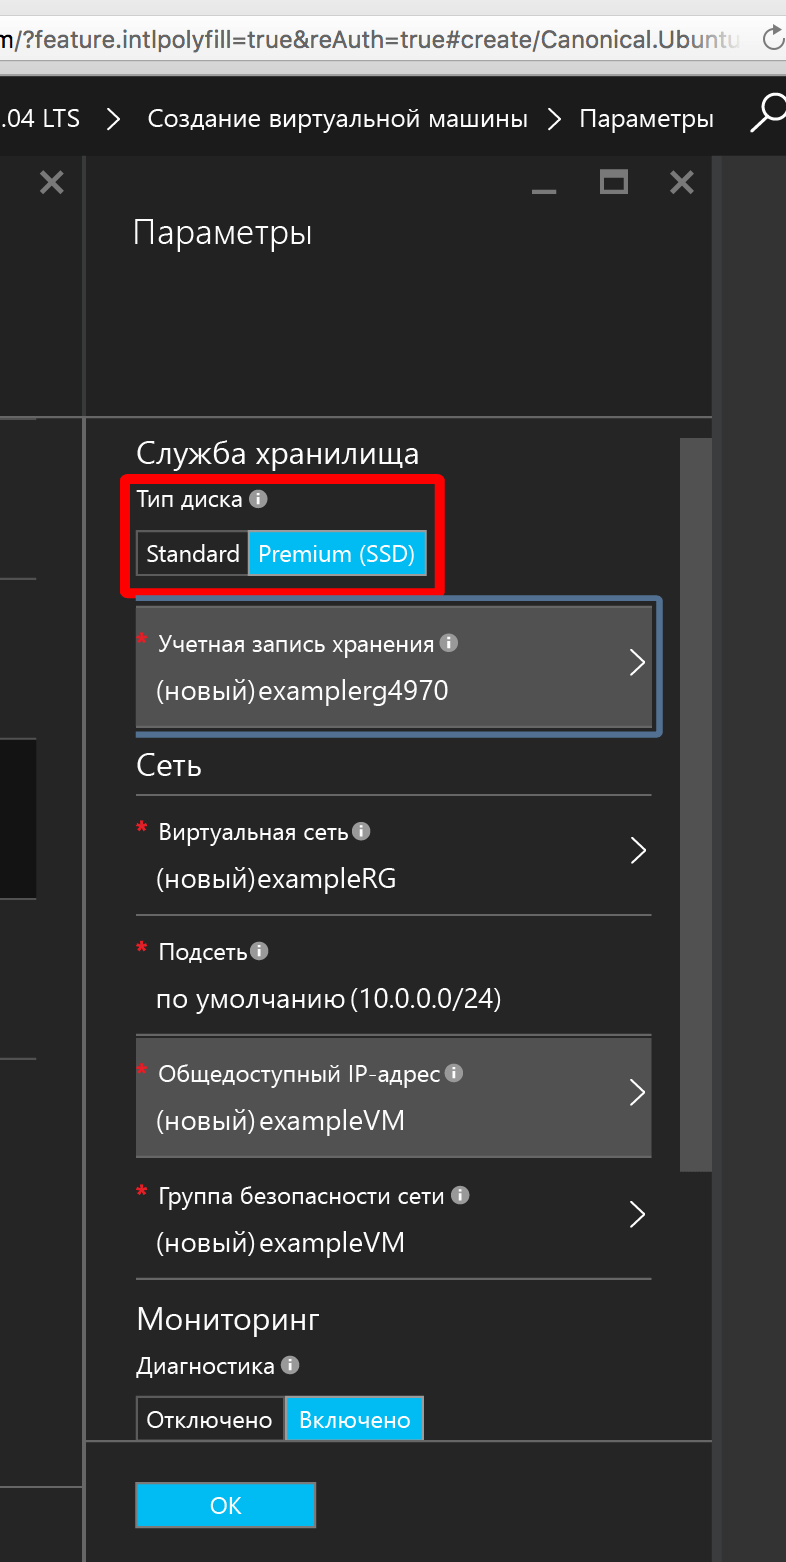 m/?feature.intlpolyfill=true&reAuth=true#create/Canonical.Ubuntu
.04 LTS > Создание виртуальной машины > Параметры
Параметры
Служба хранилища
Тип диска
Standard Premium (SSD)
* Учетная запись хранения
(новый) examplerg4970
Сеть
* Виртуальная сеть
(новый) exampleRG
* Подсеть
по умолчанию (10.0.0.0/24)
* Общедоступный IP-адрес
(новый) exampleVM
* Группа безопасности сети
(новый) exampleVM
Мониторинг
Диагностика
Отключено Включено
OK